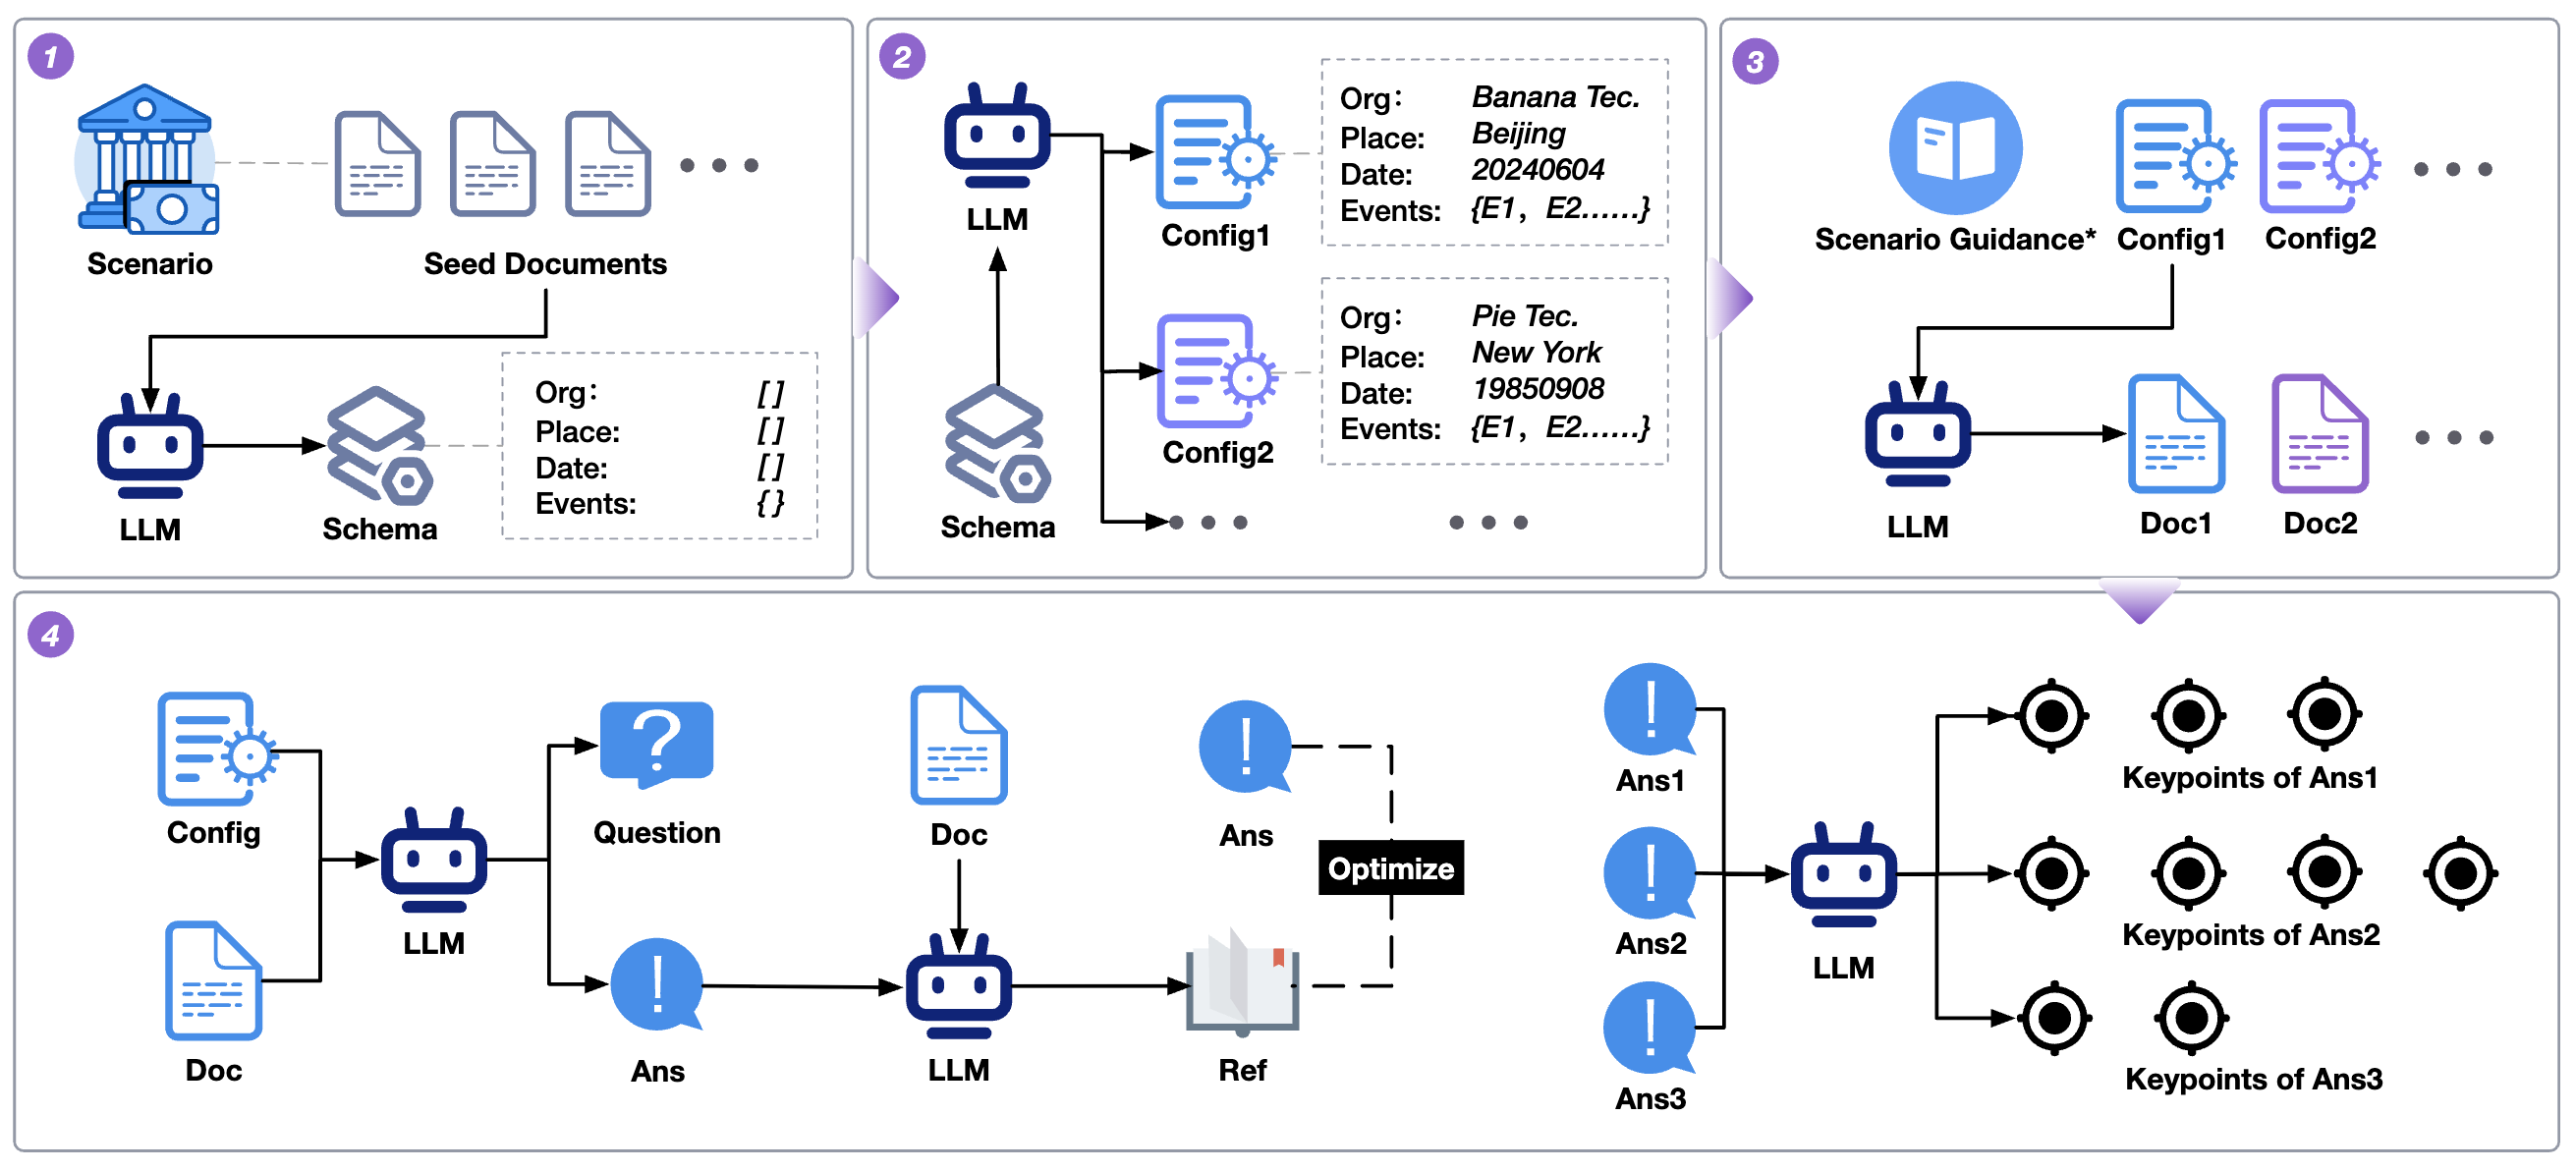 1
Scenario
Seed Documents
LLM
Schema
Org: []
Place: []
Date: []
Events: {}
2
LLM
Schema
Config1
Org: Banana Tec.
Place: Beijing
Date: 20240604
Events: {E1, E2......}
Config2
Org: Pie Tec.
Place: New York
Date: 19850908
Events: {E1, E2......}
3
Scenario Guidance*
Config1
Config2
LLM
Doc1
Doc2
4
Config
Doc
LLM
Question
Ans
Doc
LLM
Ans
Optimize
Ref
Ans1
Ans2
Ans3
LLM
Keypoints of Ans1
Keypoints of Ans2
Keypoints of Ans3